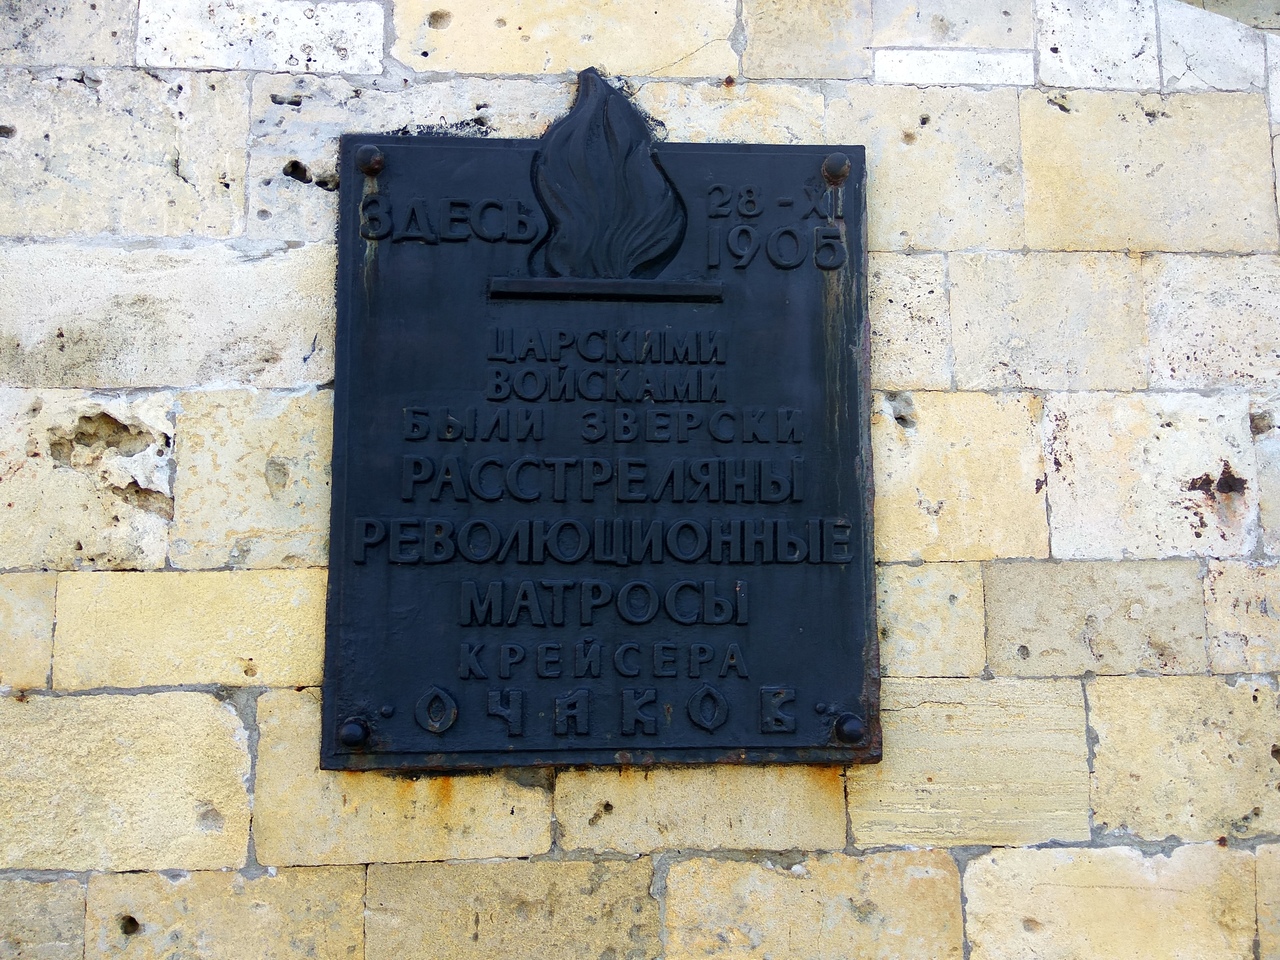 ЗДЕСЬ 28-XI
1905
ЦАРСКИМИ
ВОЙСКАМИ
БЫЛИ ЗВЕРСКИ
РАССТРЕЛЯНЫ
РЕВОЛЮЦИОННЫЕ
МАТРОСЫ
КРЕЙСЕРА
ОЧАКОВ